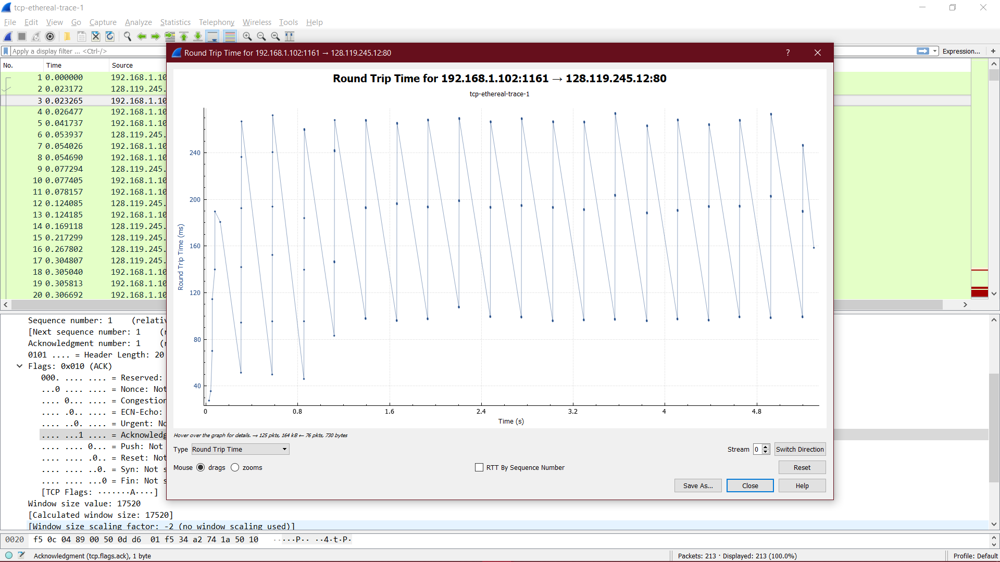 tcp-ethereal-trace-1
File Edit View Go Capture Analyze Statistics Telephony Wireless Tools Help
Apply a display filter ... <Ctrl-/>
Expression... +
No. Time Source
1 0.000000 192.168.1.10
2 0.023172 128.119.245.
3 0.023265 192.168.1.10
4 0.026477 192.168.1.10
5 0.041737 192.168.1.10
6 0.053937 128.119.245.
7 0.054026 192.168.1.10
8 0.054690 192.168.1.10
9 0.077294 128.119.245.
10 0.077405 192.168.1.10
11 0.078157 192.168.1.10
12 0.124085 128.119.245.
13 0.124185 192.168.1.10
14 0.169118 128.119.245.
15 0.217299 128.119.245.
16 0.267802 128.119.245.
17 0.304807 128.119.245.
18 0.305040 192.168.1.10
19 0.305813 192.168.1.10
20 0.306692 192.168.1.10
Sequence number: 1 (relativ
[Next sequence number: 1 (r
Acknowledgment number: 1 (r
0101 .... = Header Length: 20
Flags: 0x010 (ACK)
000. .... .... = Reserved:
...0 .... .... = Nonce: Not
.... 0... .... = Congestion
.... .0.. .... = ECN-Echo:
.... ..0. .... = Urgent: No
.... ...1 .... = Acknowledg
.... .... 0... = Push: Not
.... .... .0.. = Reset: Not
.... .... ..0. = Syn: Not s
.... .... ...0 = Fin: Not s
[TCP Flags: ·······A····]
Window size value: 17520
[Calculated window size: 17520]
[Window size scaling factor: -2 (no window scaling used)]
0020 f5 0c 04 89 00 50 0d d6 01 f5 34 a2 74 1a 50 10 ·····P·· ··4·t·P·
Acknowledgment (tcp.flags.ack), 1 byte
Packets: 213 · Displayed: 213 (100.0%)
Profile: Default
Round Trip Time for 192.168.1.102:1161 → 128.119.245.12:80
?
Round Trip Time for 192.168.1.102:1161 → 128.119.245.12:80
tcp-ethereal-trace-1
Round Trip Time (ms)
240
200
160
120
80
40
0 0.8 1.6 2.4 3.2 4 4.8
Time (s)
Hover over the graph for details. → 125 pkts, 164 kB ← 76 pkts, 730 bytes
Type Round Trip Time
Stream 0 Switch Direction
Mouse drags zooms
RTT By Sequence Number
Reset
Save As... Close Help